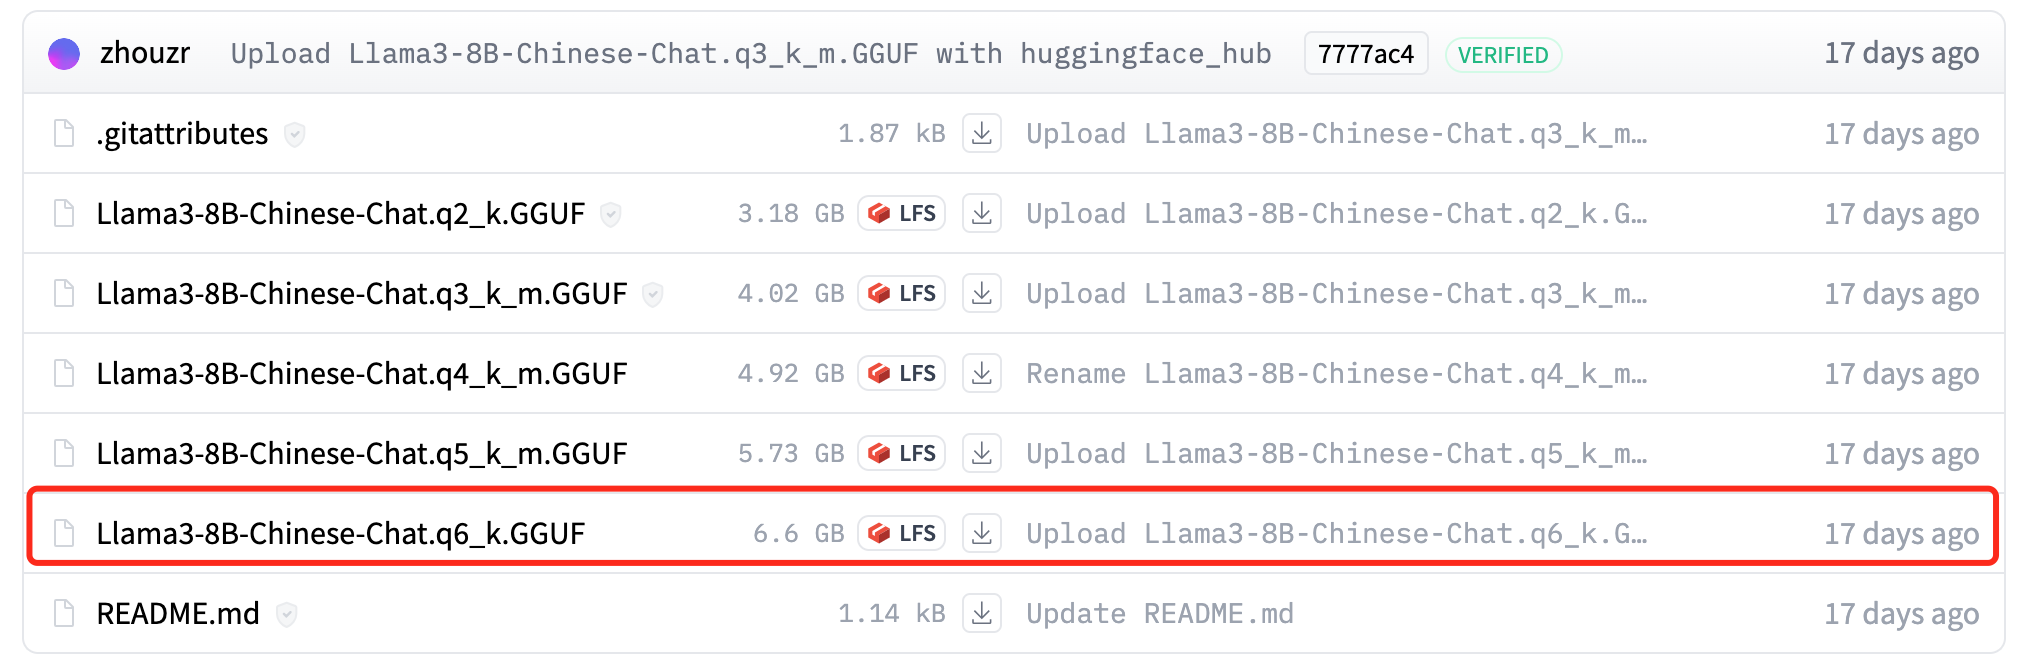 zhouzr Upload Llama3-8B-Chinese-Chat.q3_k_m.GGUF with huggingface_hub 7777ac4 VERIFIED 17 days ago
.gitattributes 1.87 kB Upload Llama3-8B-Chinese-Chat.q3_k_m… 17 days ago
Llama3-8B-Chinese-Chat.q2_k.GGUF 3.18 GB LFS Upload Llama3-8B-Chinese-Chat.q2_k.G… 17 days ago
Llama3-8B-Chinese-Chat.q3_k_m.GGUF 4.02 GB LFS Upload Llama3-8B-Chinese-Chat.q3_k_m… 17 days ago
Llama3-8B-Chinese-Chat.q4_k_m.GGUF 4.92 GB LFS Rename Llama3-8B-Chinese-Chat.q4_k_m… 17 days ago
Llama3-8B-Chinese-Chat.q5_k_m.GGUF 5.73 GB LFS Upload Llama3-8B-Chinese-Chat.q5_k_m… 17 days ago
Llama3-8B-Chinese-Chat.q6_k.GGUF 6.6 GB LFS Upload Llama3-8B-Chinese-Chat.q6_k.G… 17 days ago
README.md 1.14 kB Update README.md 17 days ago